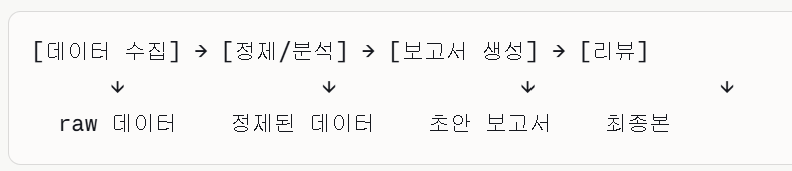 [데이터 수집] → [정제/분석] → [보고서 생성] → [리뷰]
↓ ↓ ↓ ↓
raw 데이터 정제된 데이터 초안 보고서 최종본